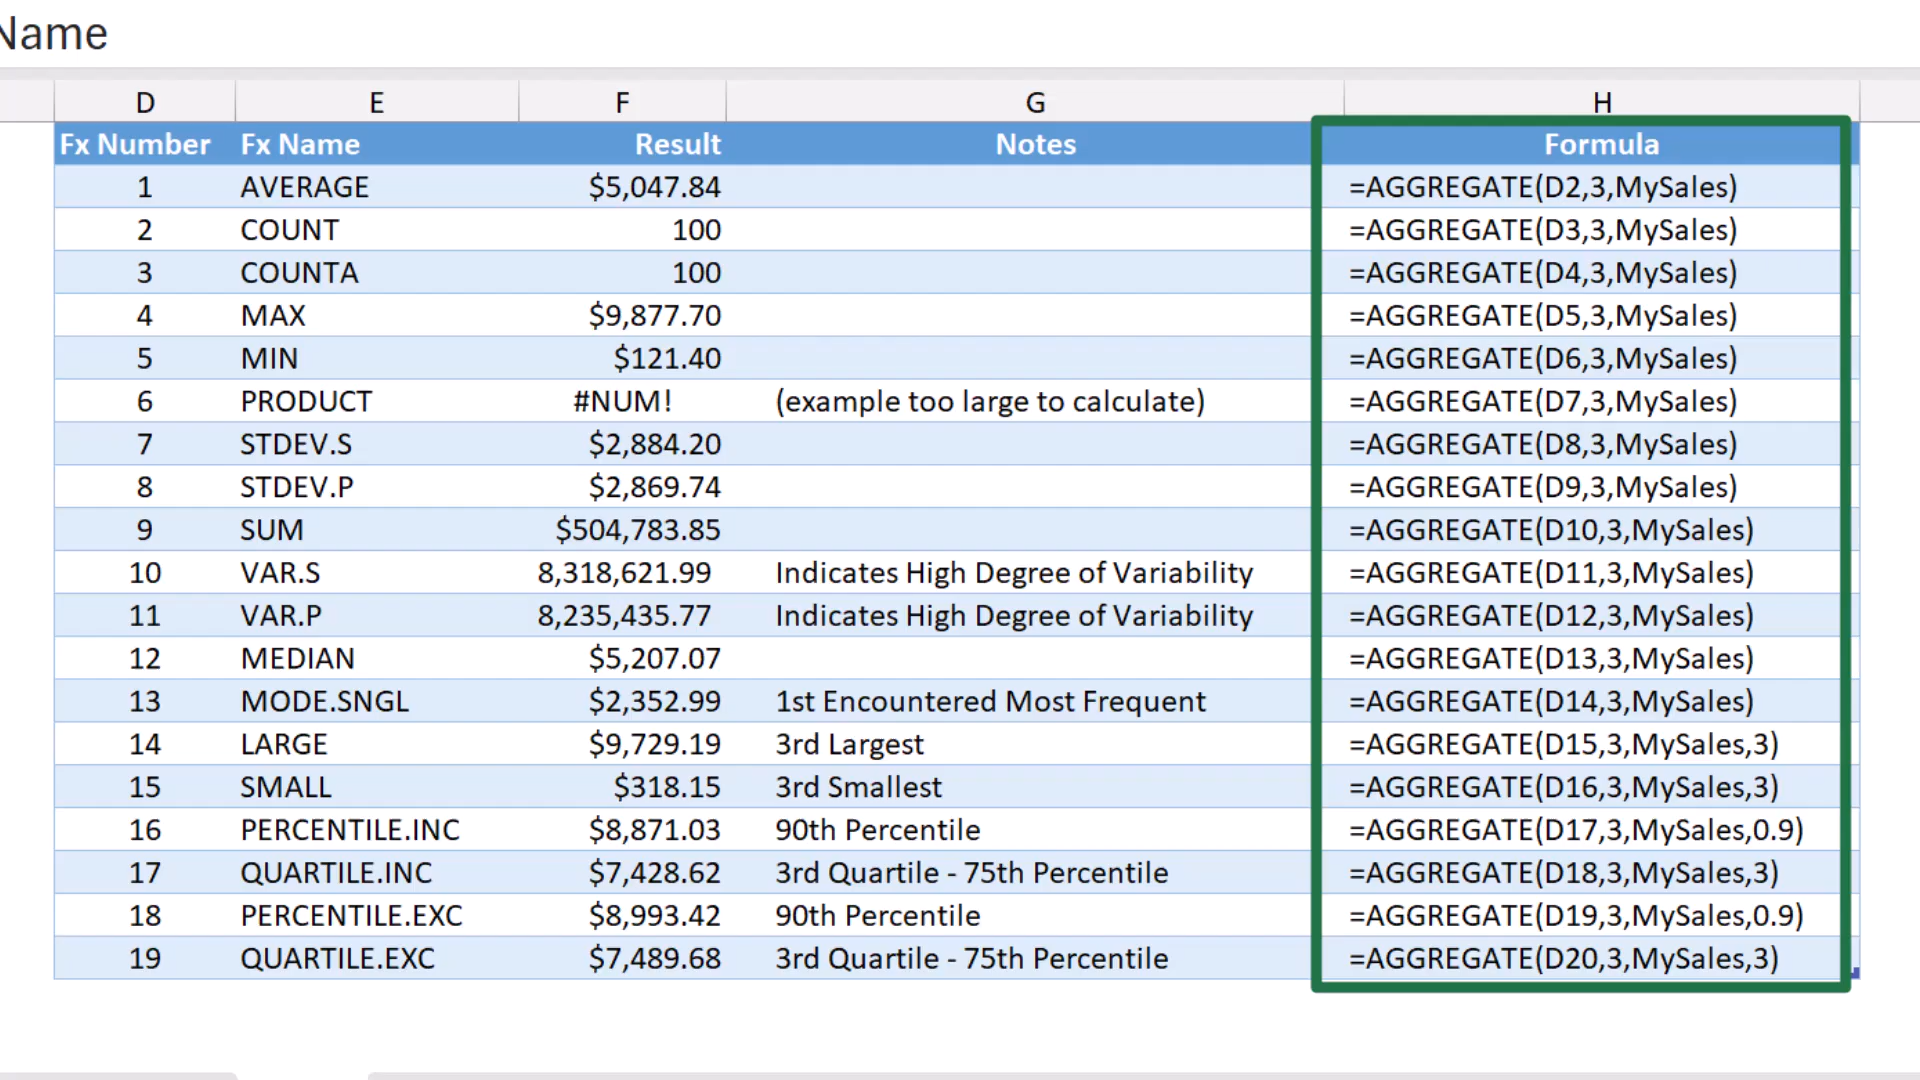 Name
D E F G H
Fx Number Fx Name Result Notes Formula
1 AVERAGE $5,047.84 =AGGREGATE(D2,3,MySales)
2 COUNT 100 =AGGREGATE(D3,3,MySales)
3 COUNTA 100 =AGGREGATE(D4,3,MySales)
4 MAX $9,877.70 =AGGREGATE(D5,3,MySales)
5 MIN $121.40 =AGGREGATE(D6,3,MySales)
6 PRODUCT #NUM! (example too large to calculate) =AGGREGATE(D7,3,MySales)
7 STDEV.S $2,884.20 =AGGREGATE(D8,3,MySales)
8 STDEV.P $2,869.74 =AGGREGATE(D9,3,MySales)
9 SUM $504,783.85 =AGGREGATE(D10,3,MySales)
10 VAR.S 8,318,621.99 Indicates High Degree of Variability =AGGREGATE(D11,3,MySales)
11 VAR.P 8,235,435.77 Indicates High Degree of Variability =AGGREGATE(D12,3,MySales)
12 MEDIAN $5,207.07 =AGGREGATE(D13,3,MySales)
13 MODE.SNGL $2,352.99 1st Encountered Most Frequent =AGGREGATE(D14,3,MySales)
14 LARGE $9,729.19 3rd Largest =AGGREGATE(D15,3,MySales,3)
15 SMALL $318.15 3rd Smallest =AGGREGATE(D16,3,MySales,3)
16 PERCENTILE.INC $8,871.03 90th Percentile =AGGREGATE(D17,3,MySales,0.9)
17 QUARTILE.INC $7,428.62 3rd Quartile - 75th Percentile =AGGREGATE(D18,3,MySales,3)
18 PERCENTILE.EXC $8,993.42 90th Percentile =AGGREGATE(D19,3,MySales,0.9)
19 QUARTILE.EXC $7,489.68 3rd Quartile - 75th Percentile =AGGREGATE(D20,3,MySales,3)